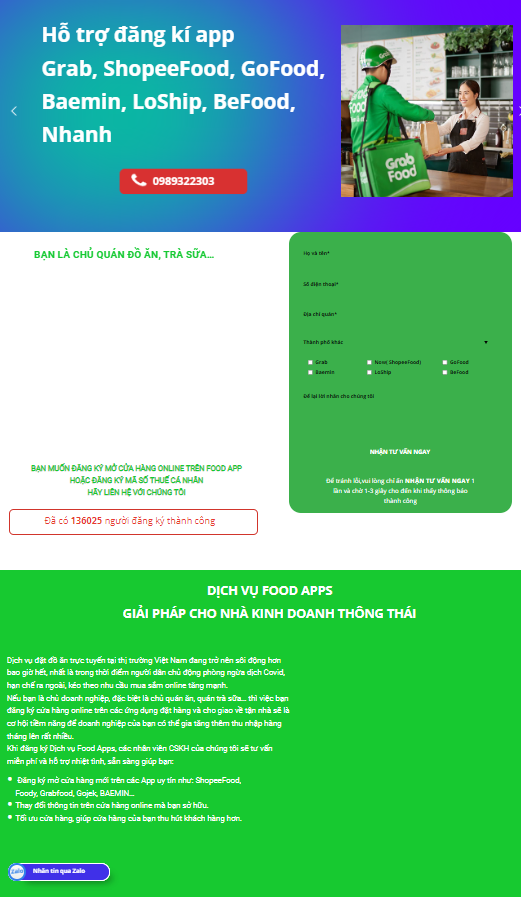 Hỗ trợ đăng kí app
Grab, ShopeeFood, GoFood,
Baemin, LoShip, BeFood,
Nhanh
0989322303
Grab
Food
BẠN LÀ CHỦ QUÁN ĐỒ ĂN, TRÀ SỮA...
BẠN MUỐN ĐĂNG KÝ MỞ CỬA HÀNG ONLINE TRÊN FOOD APP
HOẶC ĐĂNG KÝ MÃ SỐ THUẾ CÁ NHÂN
HÃY LIÊN HỆ VỚI CHÚNG TÔI
Đã có 136025 người đăng ký thành công
Họ và tên*
Số điện thoại*
Địa chỉ quán*
Thành phố khác
Grab Now( ShopeeFood) GoFood
Baemin LoShip BeFood
Để lại lời nhắn cho chúng tôi
NHẬN TƯ VẤN NGAY
Để tránh lỗi,vui lòng chỉ ấn NHẬN TƯ VẤN NGAY 1
lần và chờ 1-3 giây cho đến khi thấy thông báo
thành công
DỊCH VỤ FOOD APPS
GIẢI PHÁP CHO NHÀ KINH DOANH THÔNG THÁI
Dịch vụ đặt đồ ăn trực tuyến tại thị trường Việt Nam đang trở nên sôi động hơn
bao giờ hết, nhất là trong thời điểm người dân chủ động phòng ngừa dịch Covid,
hạn chế ra ngoài, kéo theo nhu cầu mua sắm online tăng mạnh.
Nếu bạn là chủ doanh nghiệp, đặc biệt là chủ quán ăn, quán trà sữa... thì việc bạn
đăng ký cửa hàng online trên các ứng dụng đặt hàng và cho giao về tận nhà sẽ là
cơ hội tiềm năng để doanh nghiệp của bạn có thể gia tăng thêm thu nhập hàng
tháng lên rất nhiều.
Khi đăng ký Dịch vụ Food Apps, các nhân viên CSKH của chúng tôi sẽ tư vấn
miễn phí và hỗ trợ nhiệt tình, sẵn sàng giúp bạn:
Đăng ký mở cửa hàng mới trên các App uy tín như: ShopeeFood,
Foody, Grabfood, Gojek, BAEMIN...
Thay đổi thông tin trên cửa hàng online mà bạn sở hữu.
Tối ưu cửa hàng, giúp cửa hàng của bạn thu hút khách hàng hơn.
Zalo Nhắn tin qua Zalo